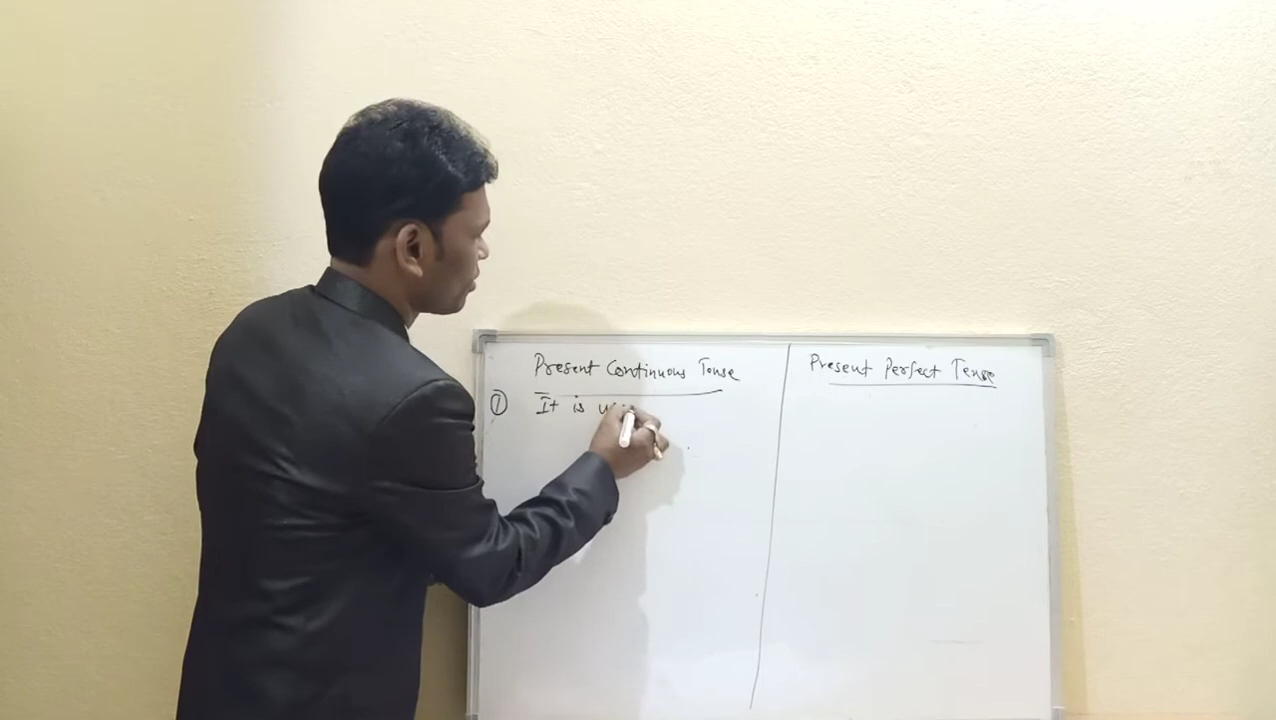 Present Continuous Tense
Present Perfect Tense
① It is